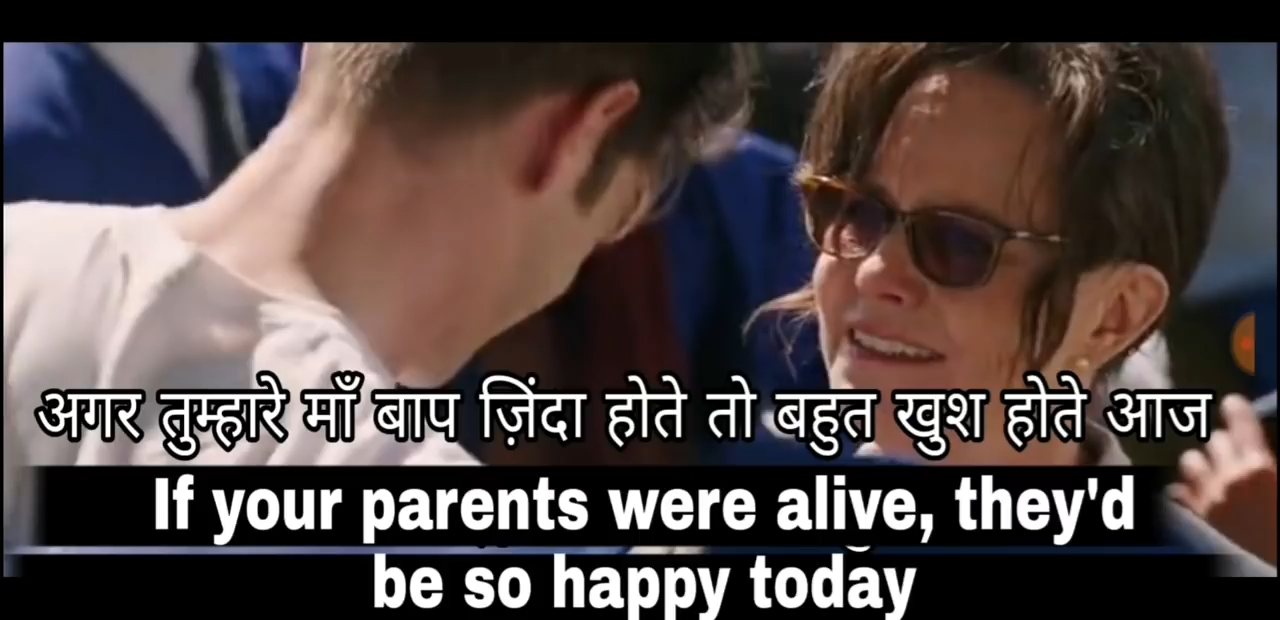 अगर तुम्हारे माँ बाप ज़िंदा होते तो बहुत खुश होते आज
If your parents were alive, they'd
be so happy today